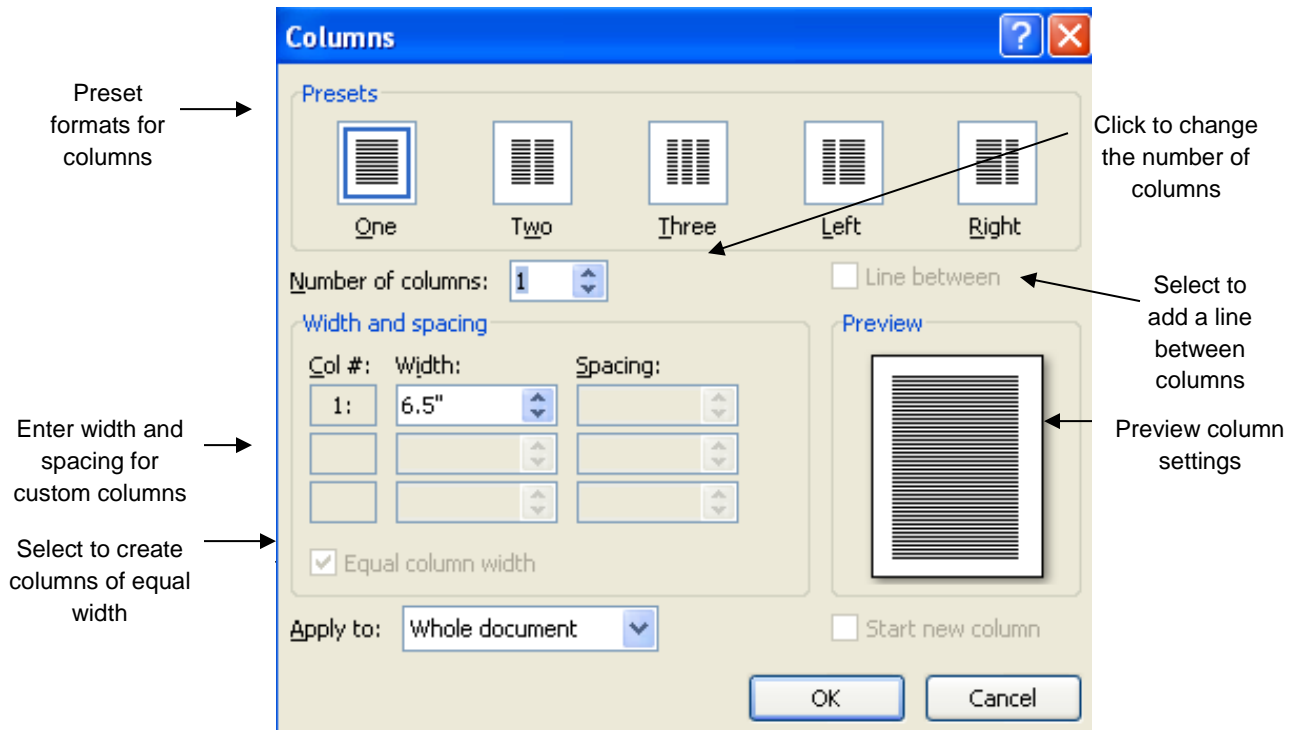 Columns
Preset
formats for
columns
Presets
One
Two
Three
Left
Right
Click to change
the number of
columns
Number of columns: 1
Line between
Select to
add a line
between
columns
Width and spacing
Col #: Width: Spacing:
1: 6.5"
Enter width and
spacing for
custom columns
Preview
Preview column
settings
Select to create
columns of equal
width
Equal column width
Apply to: Whole document
Start new column
OK
Cancel